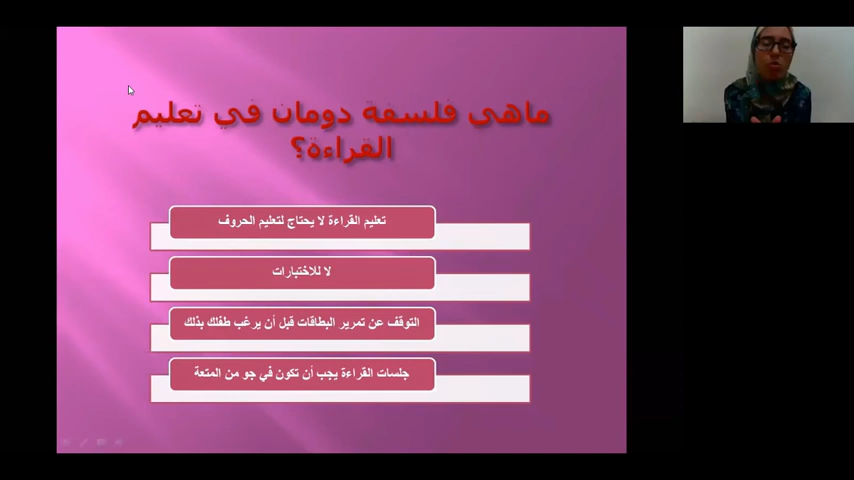 ماهي فلسفة دومان في تعليم
القراءة؟
تعليم القراءة لا يحتاج لتعليم الحروف
لا للاختبارات
التوقف عن تمرير البطاقات قبل أن يرغب طفلك بذلك
جلسات القراءة يجب أن تكون في جو من المتعة